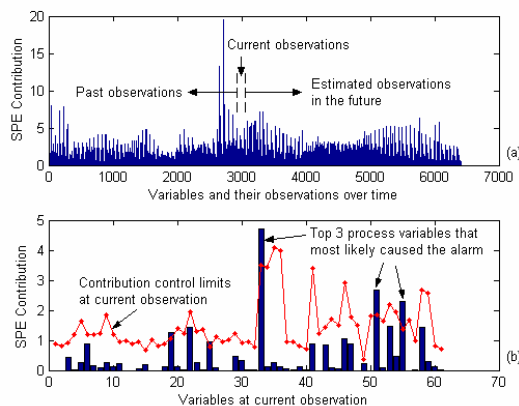 20
15
10
5
0
SPE Contribution
Current observations
Past observations
Estimated observations
in the future
0
1000
2000
3000
4000
5000
6000
7000
Variables and their observations over time
(a)
5
4
3
2
1
0
SPE Contribution
Top 3 process variables that
most likely caused the alarm
Contribution control limits
at current observation
0
10
20
30
40
50
60
70
Variables at current observation
(b)